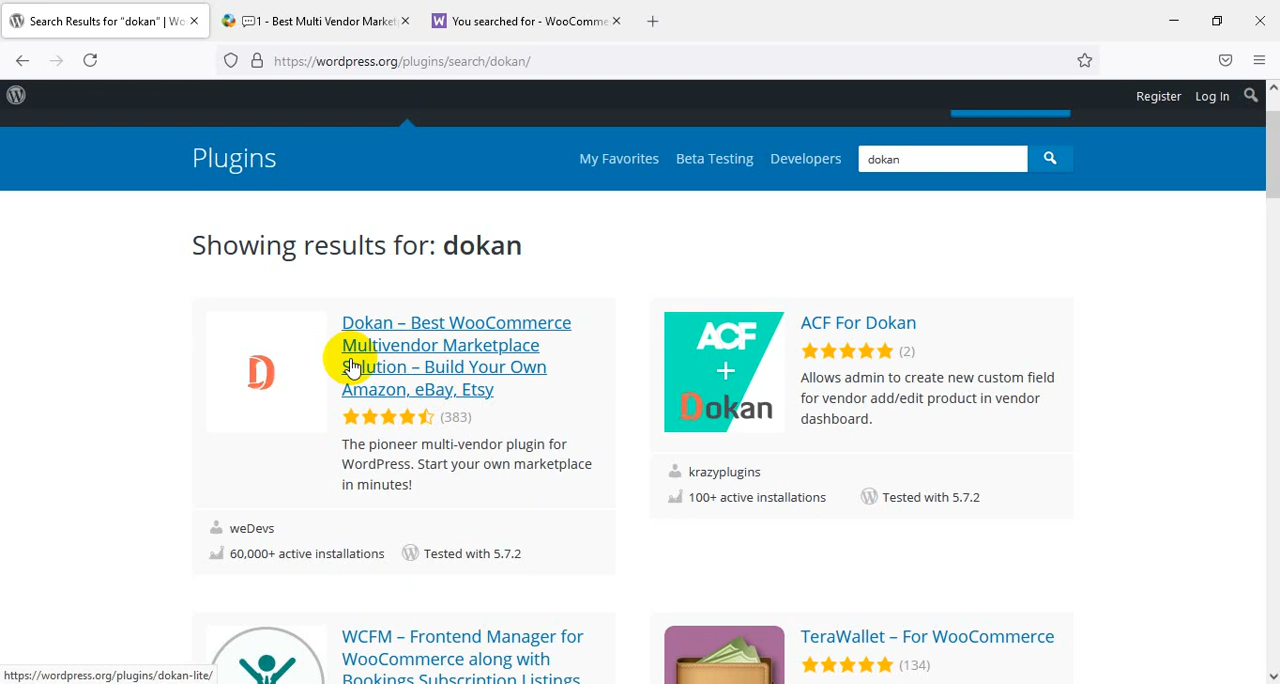 Search Results for “dokan” | Wo
1 - Best Multi Vendor Market
You searched for - WooComme
https://wordpress.org/plugins/search/dokan/
Register
Log In
Plugins
My Favorites
Beta Testing
Developers
dokan
Showing results for: dokan
Dokan – Best WooCommerce
Multivendor Marketplace
Solution – Build Your Own
Amazon, eBay, Etsy
(383)
The pioneer multi-vendor plugin for
WordPress. Start your own marketplace
in minutes!
weDevs
60,000+ active installations
Tested with 5.7.2
ACF
+
Dokan
ACF For Dokan
(2)
Allows admin to create new custom field
for vendor add/edit product in vendor
dashboard.
krazyplugins
100+ active installations
Tested with 5.7.2
WCFM – Frontend Manager for
WooCommerce along with
Bookings Subscription Listings
TeraWallet – For WooCommerce
(134)
https://wordpress.org/plugins/dokan-lite/